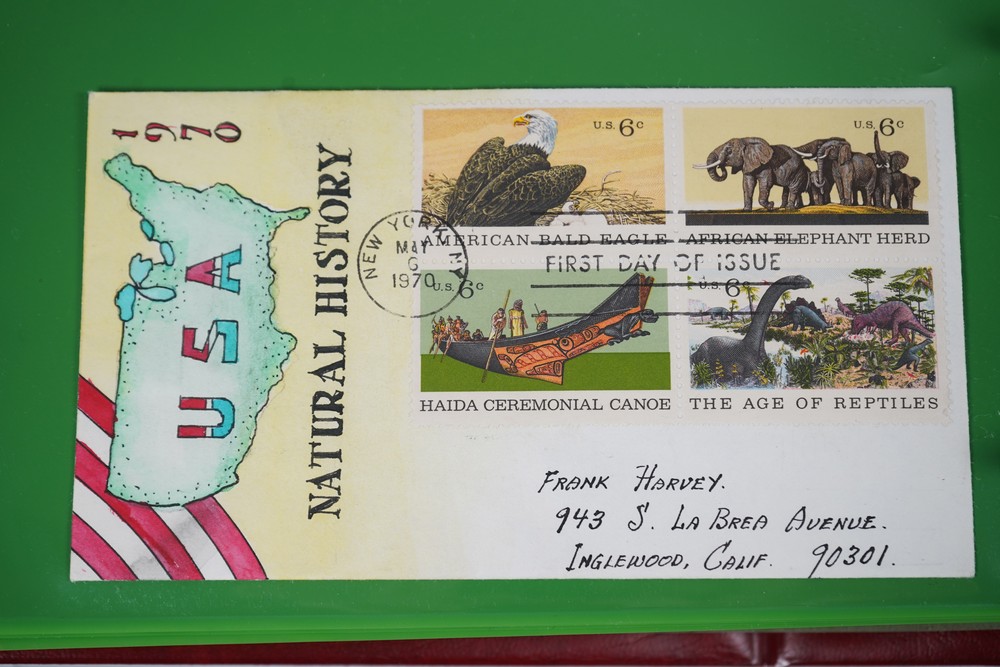 1970
USA
NATURAL HISTORY
U.S. 6c
AMERICAN BALD EAGLE
U.S. 6c
AFRICAN ELEPHANT HERD
NEW YORK, NY
MAY
6
1970
FIRST DAY OF ISSUE
U.S. 6c
HAIDA CEREMONIAL CANOE
U.S. 6c
THE AGE OF REPTILES
FRANK HARVEY.
943 S. LA BREA AVENUE.
INGLEWOOD, CALIF. 90301.